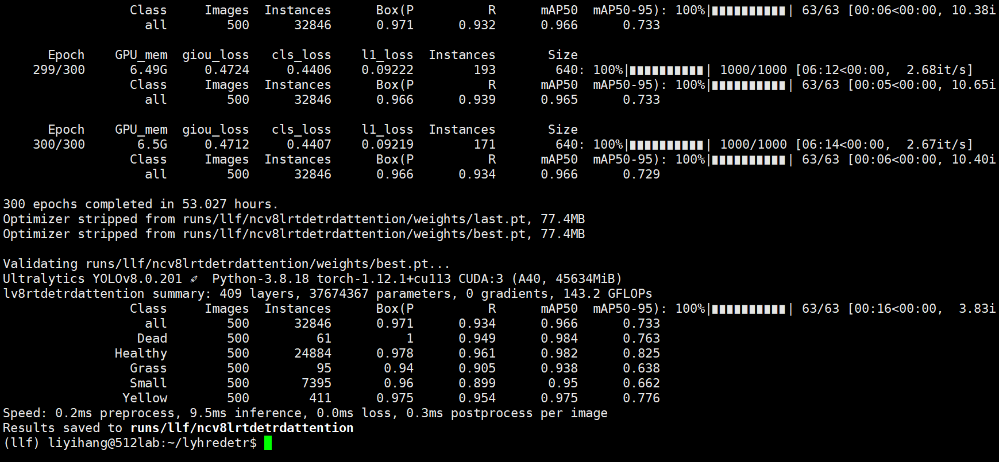 Class Images Instances Box(P R mAP50 mAP50-95): 100%|██████████| 63/63 [00:06<00:00, 10.38i
all 500 32846 0.971 0.932 0.966 0.733
Epoch GPU_mem giou_loss cls_loss l1_loss Instances Size
299/300 6.49G 0.4724 0.4406 0.09222 193 640: 100%|██████████| 1000/1000 [06:12<00:00, 2.68it/s]
Class Images Instances Box(P R mAP50 mAP50-95): 100%|██████████| 63/63 [00:05<00:00, 10.65i
all 500 32846 0.966 0.939 0.965 0.733
Epoch GPU_mem giou_loss cls_loss l1_loss Instances Size
300/300 6.5G 0.4712 0.4407 0.09219 171 640: 100%|██████████| 1000/1000 [06:14<00:00, 2.67it/s]
Class Images Instances Box(P R mAP50 mAP50-95): 100%|██████████| 63/63 [00:06<00:00, 10.40i
all 500 32846 0.966 0.934 0.966 0.729
300 epochs completed in 53.027 hours.
Optimizer stripped from runs/llf/ncv8lrtdetrdattention/weights/last.pt, 77.4MB
Optimizer stripped from runs/llf/ncv8lrtdetrdattention/weights/best.pt, 77.4MB
Validating runs/llf/ncv8lrtdetrdattention/weights/best.pt...
Ultralytics YOLOv8.0.201 🚀 Python-3.8.18 torch-1.12.1+cu113 CUDA:3 (A40, 45634MiB)
lv8rtdetrdattention summary: 409 layers, 37674367 parameters, 0 gradients, 143.2 GFLOPs
Class Images Instances Box(P R mAP50 mAP50-95): 100%|██████████| 63/63 [00:16<00:00, 3.83i
all 500 32846 0.971 0.934 0.966 0.733
Dead 500 61 1 0.949 0.984 0.763
Healthy 500 24884 0.978 0.961 0.982 0.825
Grass 500 95 0.94 0.905 0.938 0.638
Small 500 7395 0.96 0.899 0.95 0.662
Yellow 500 411 0.975 0.954 0.975 0.776
Speed: 0.2ms preprocess, 9.5ms inference, 0.0ms loss, 0.3ms postprocess per image
Results saved to runs/llf/ncv8lrtdetrdattention
(llf) liyihang@512lab:~/lyhredetr$